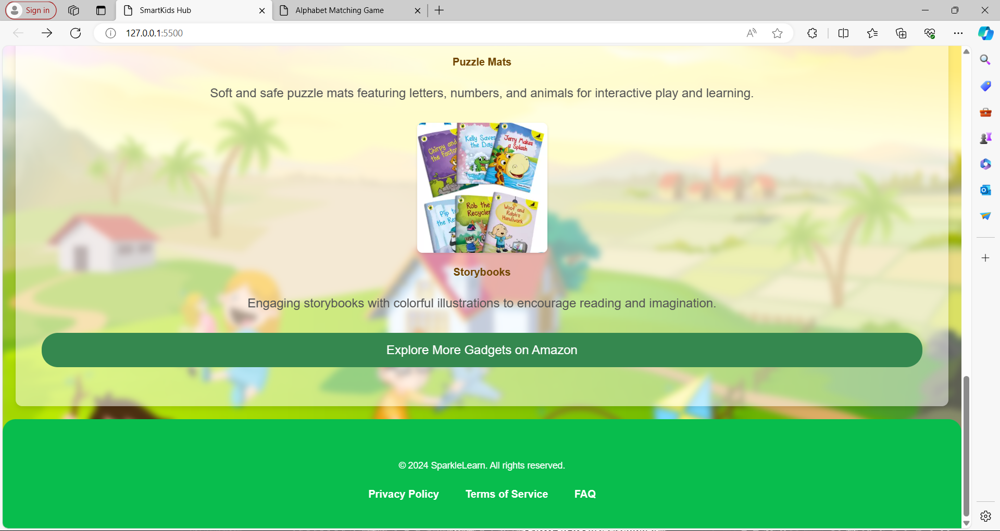 Sign in
SmartKids Hub
Alphabet Matching Game
127.0.0.1:5500
Puzzle Mats
Soft and safe puzzle mats featuring letters, numbers, and animals for interactive play and learning.
Chirpy and
the Factor
Kelly Saves
the Day
Jerry Makes
a Splash
Pip
the Re
Rob the
Recycler
Woof and
Ralph's
Handiwork
Storybooks
Engaging storybooks with colorful illustrations to encourage reading and imagination.
Explore More Gadgets on Amazon
© 2024 SparkleLearn. All rights reserved.
Privacy Policy
Terms of Service
FAQ